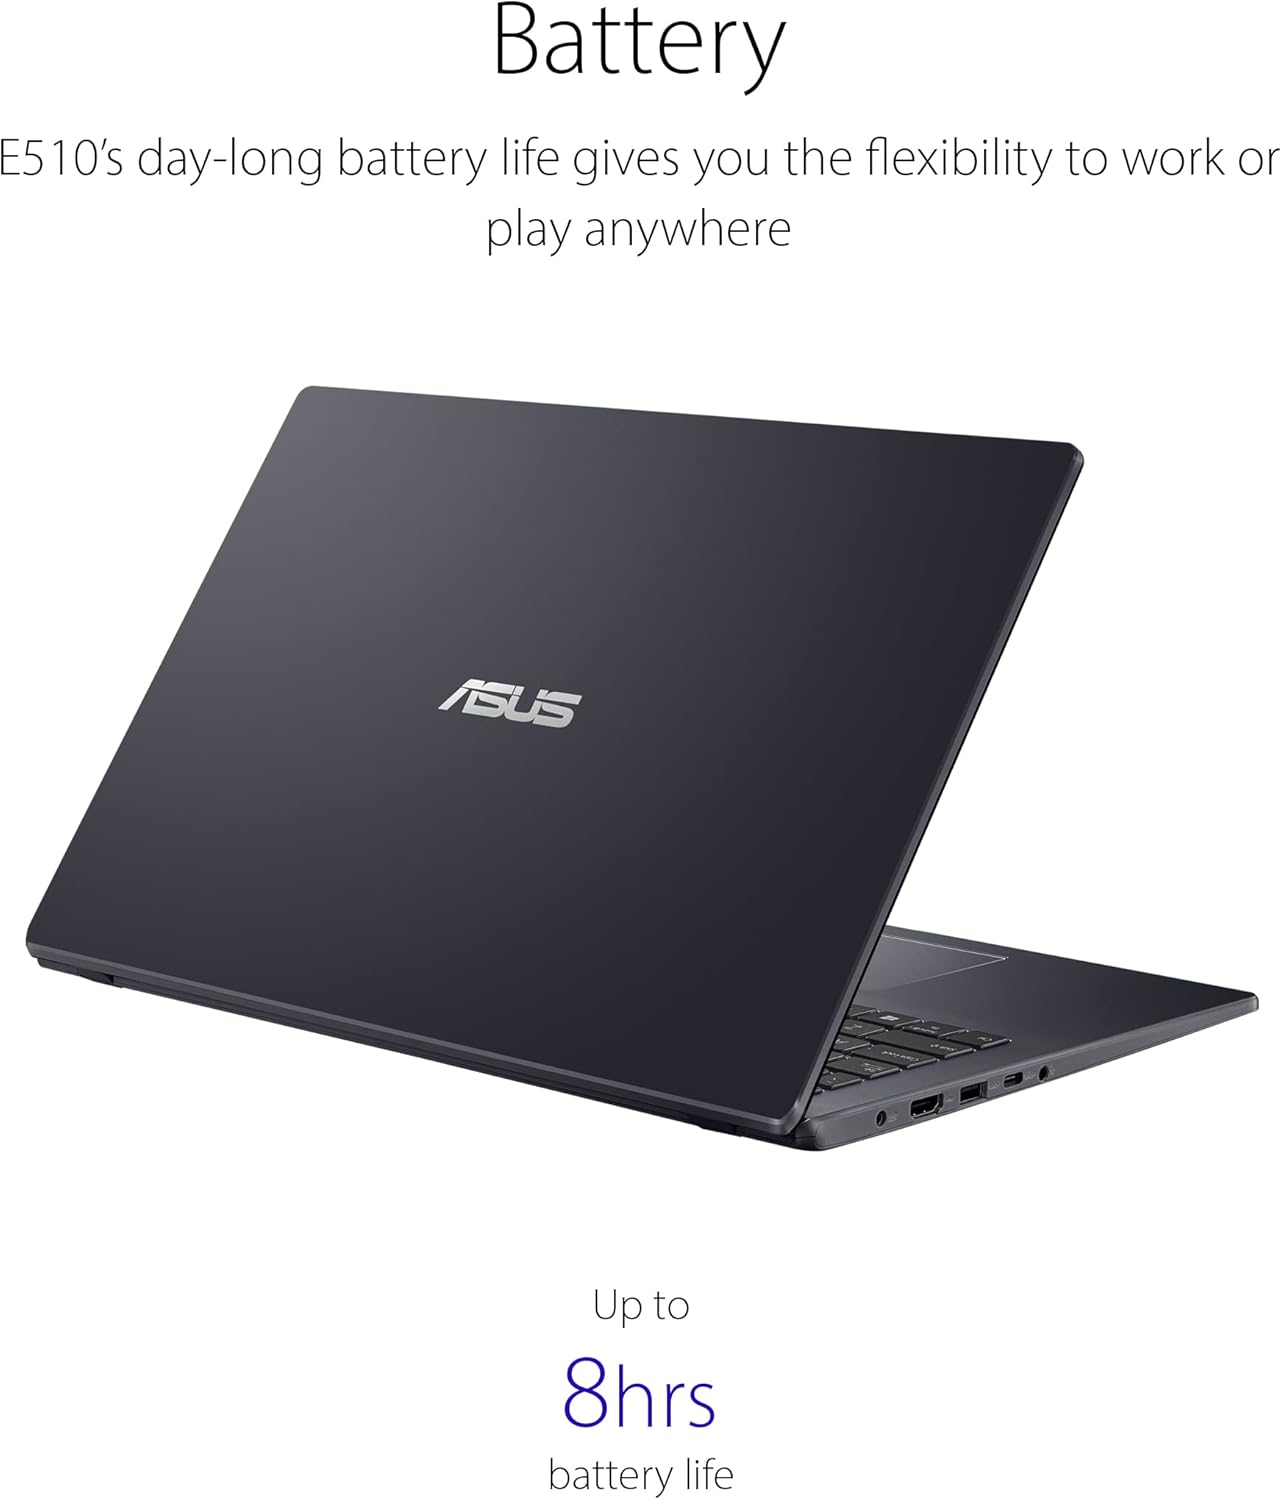 Battery
E510’s day-long battery life gives you the flexibility to work or
play anywhere
ASUS
Up to
8hrs
battery life